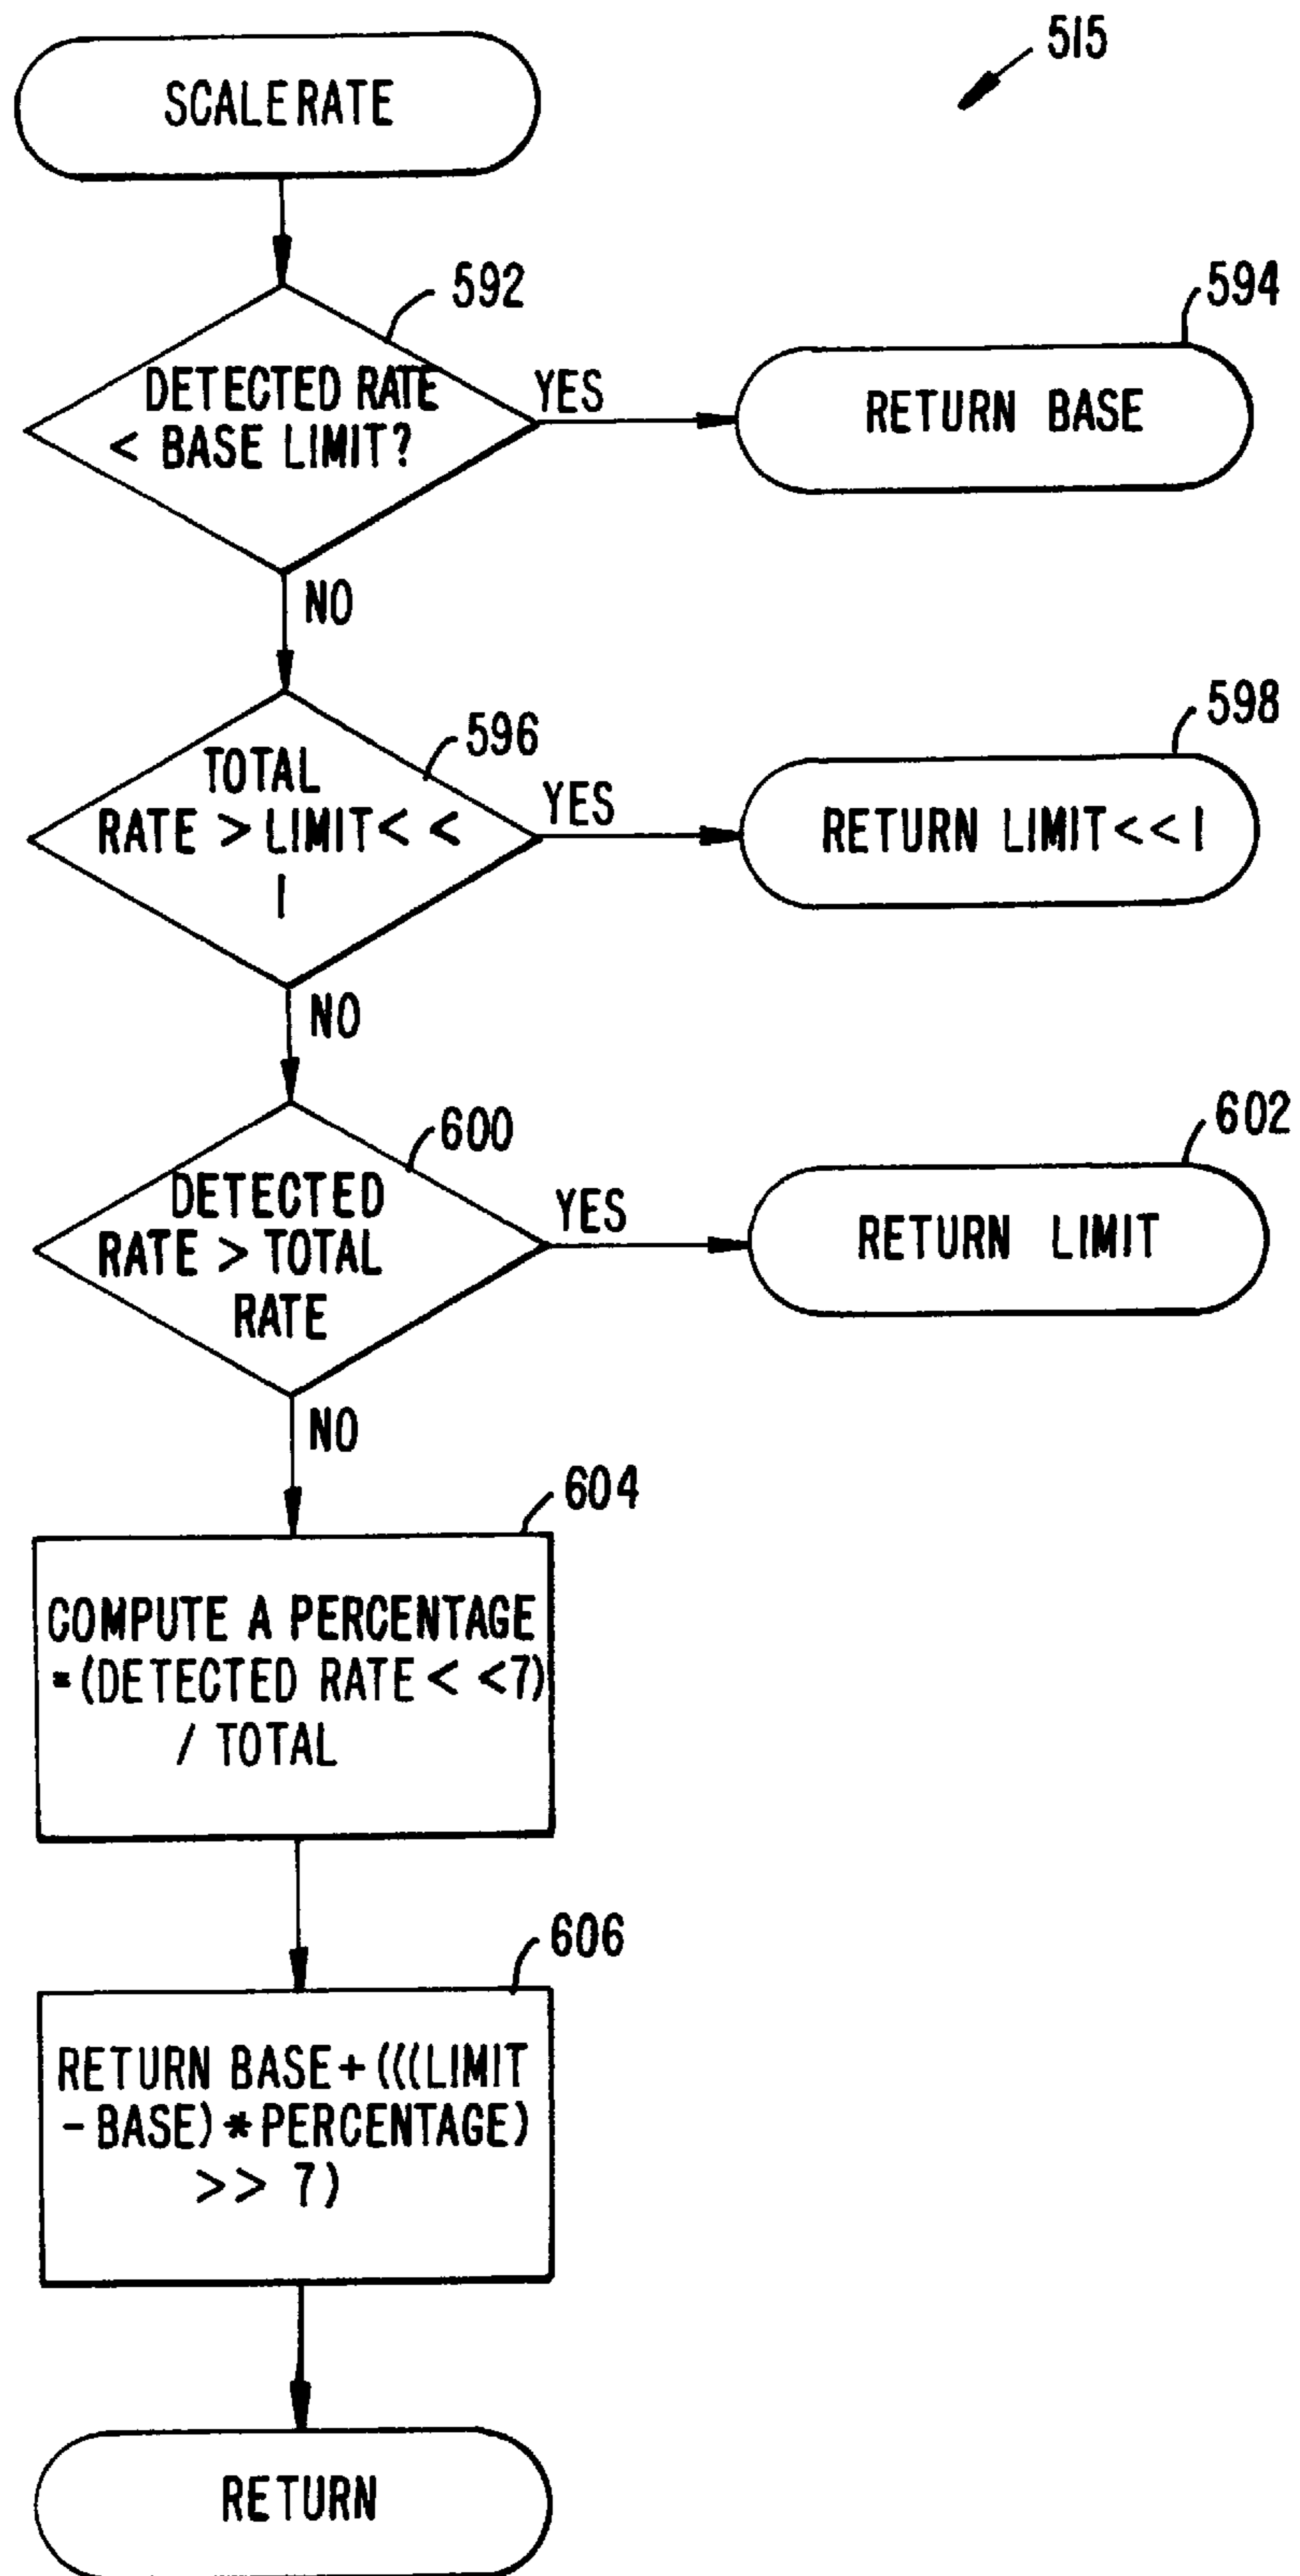 515
SCALERATE
592
DETECTED RATE
< BASE LIMIT?
YES
594
RETURN BASE
NO
596
TOTAL
RATE > LIMIT< <
1
YES
598
RETURN LIMIT<<1
NO
600
DETECTED
RATE > TOTAL
RATE
YES
602
RETURN LIMIT
NO
604
COMPUTE A PERCENTAGE
=(DETECTED RATE < <7)
/ TOTAL
606
RETURN BASE+(((LIMIT
-BASE)*PERCENTAGE)
>> 7)
RETURN